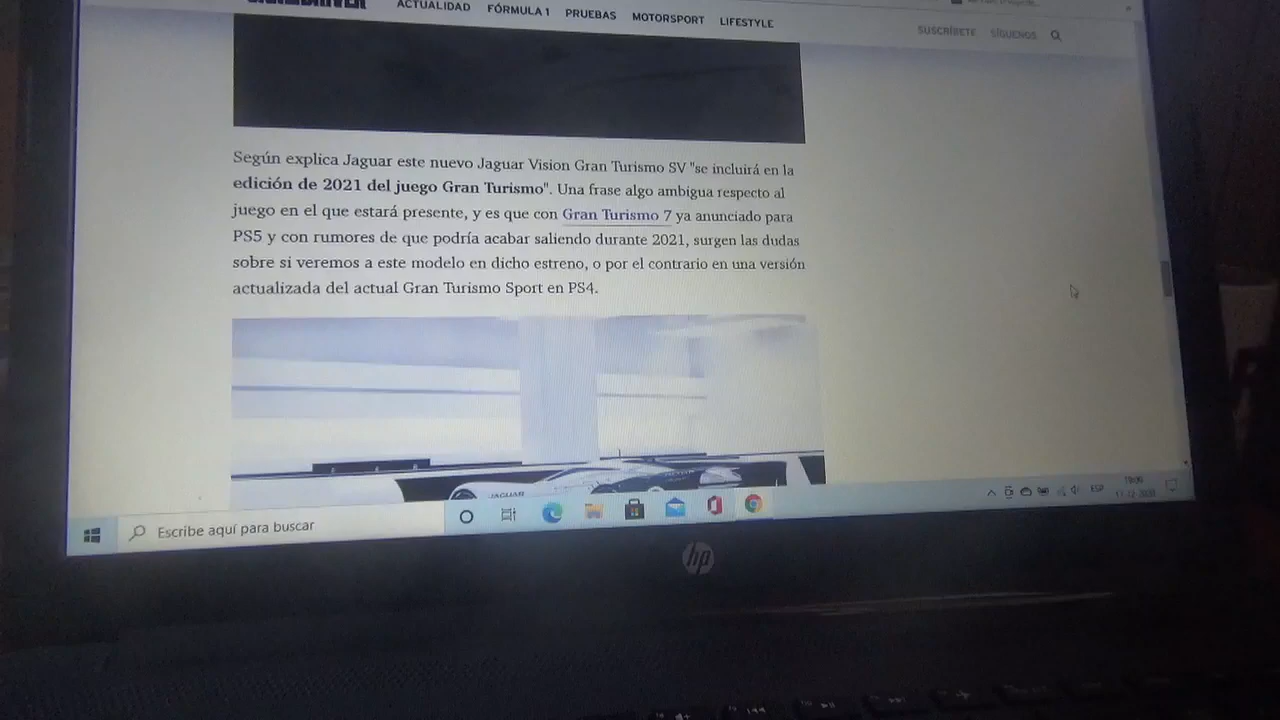 ACTUALIDAD FÓRMULA 1 PRUEBAS MOTORSPORT LIFESTYLE
SUSCRÍBETE SÍGUENOS
Según explica Jaguar este nuevo Jaguar Vision Gran Turismo SV "se incluirá en la
edición de 2021 del juego Gran Turismo". Una frase algo ambigua respecto al
juego en el que estará presente, y es que con Gran Turismo 7 ya anunciado para
PS5 y con rumores de que podría acabar saliendo durante 2021, surgen las dudas
sobre si veremos a este modelo en dicho estreno, o por el contrario en una versión
actualizada del actual Gran Turismo Sport en PS4.
JAGUAR
Escribe aquí para buscar
ESP
hp